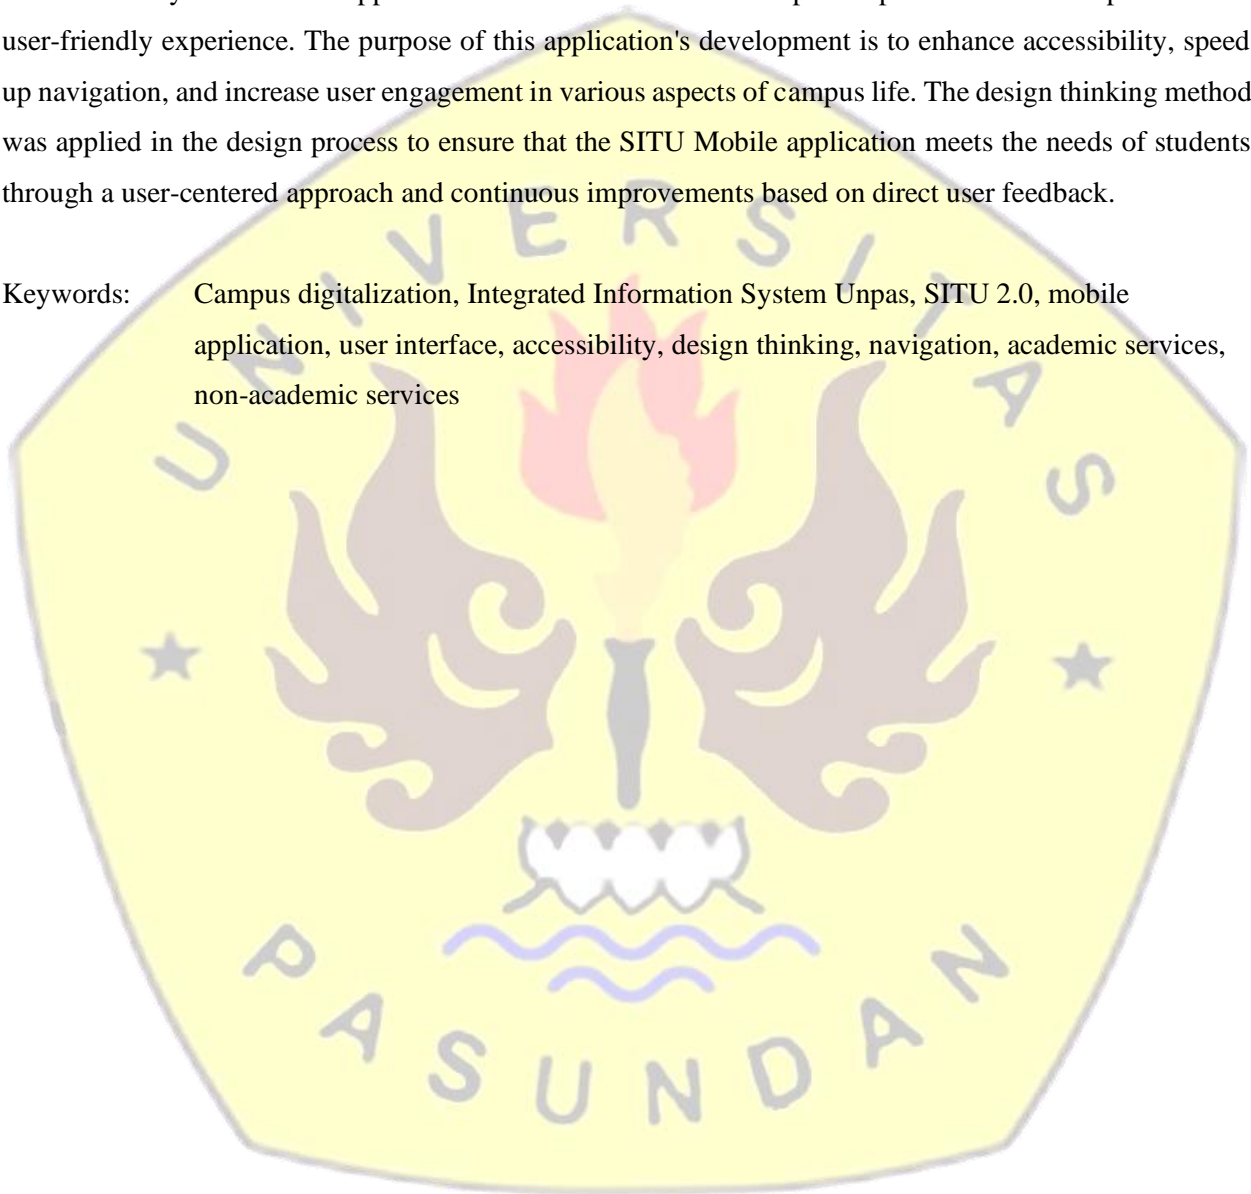 user-friendly experience. The purpose of this application's development is to enhance accessibility, speed
up navigation, and increase user engagement in various aspects of campus life. The design thinking method
was applied in the design process to ensure that the SITU Mobile application meets the needs of students
through a user-centered approach and continuous improvements based on direct user feedback.
Keywords: Campus digitalization, Integrated Information System Unpas, SITU 2.0, mobile
application, user interface, accessibility, design thinking, navigation, academic services,
non-academic services
UNIVERSITAS
PASUNDAN